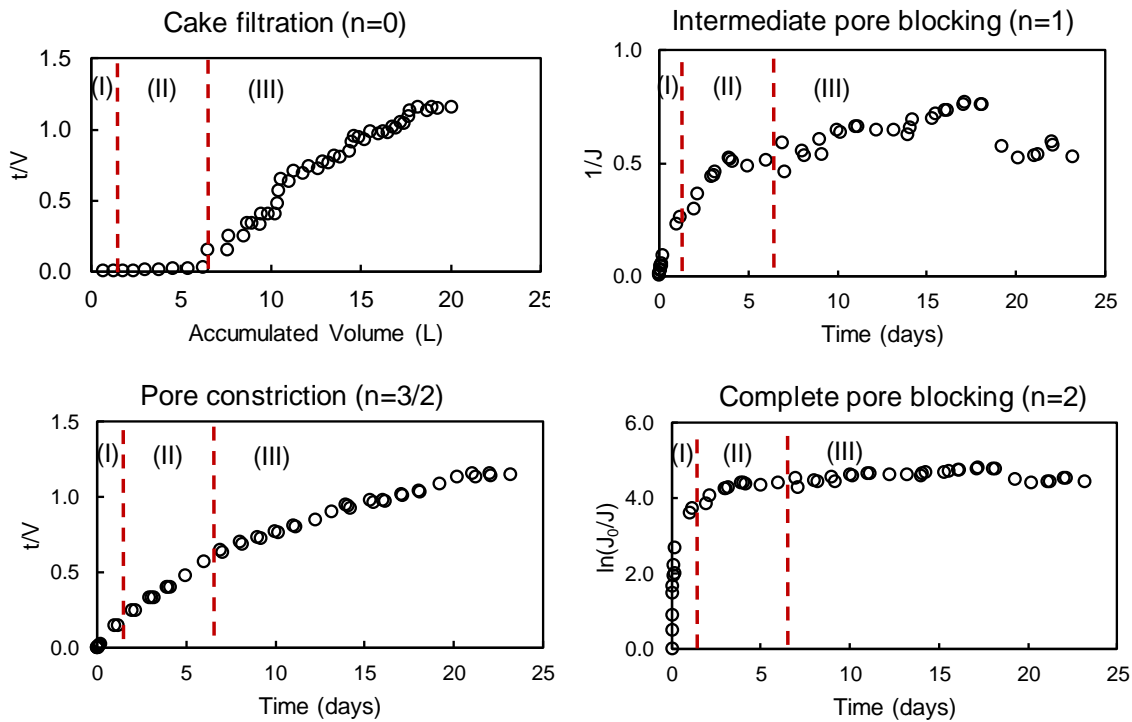 Cake filtration (n=0)
1.5
1.0
0.5
0.0
t/V
(I)
(II)
(III)
0 5 10 15 20 25
Accumulated Volume (L)
Intermediate pore blocking (n=1)
1.0
0.5
0.0
1/J
(I)
(II)
(III)
0 5 10 15 20 25
Time (days)
Pore constriction (n=3/2)
1.5
1.0
0.5
0.0
t/V
(I)
(II)
(III)
0 5 10 15 20 25
Time (days)
Complete pore blocking (n=2)
6.0
4.0
2.0
0.0
ln(J₀/J)
(I)
(II)
(III)
0 5 10 15 20 25
Time (days)